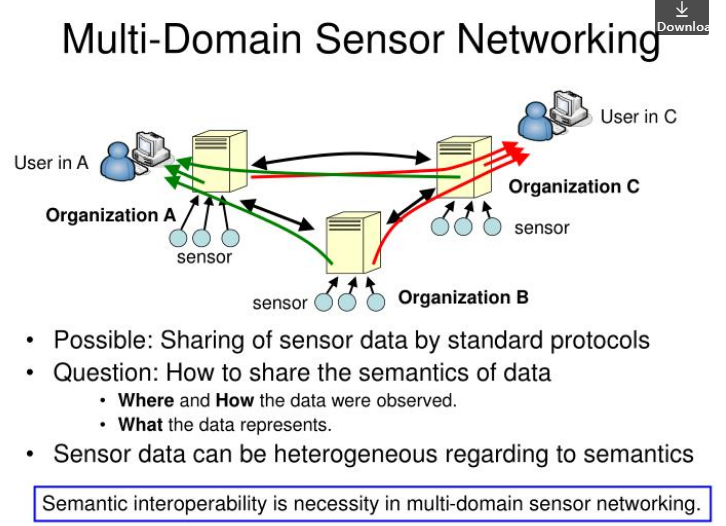 Downloa
Multi-Domain Sensor Networking
User in C
User in A
Organization C
Organization A
sensor
sensor
sensor
Organization B
• Possible: Sharing of sensor data by standard protocols
• Question: How to share the semantics of data
• Where and How the data were observed.
• What the data represents.
• Sensor data can be heterogeneous regarding to semantics
Semantic interoperability is necessity in multi-domain sensor networking.